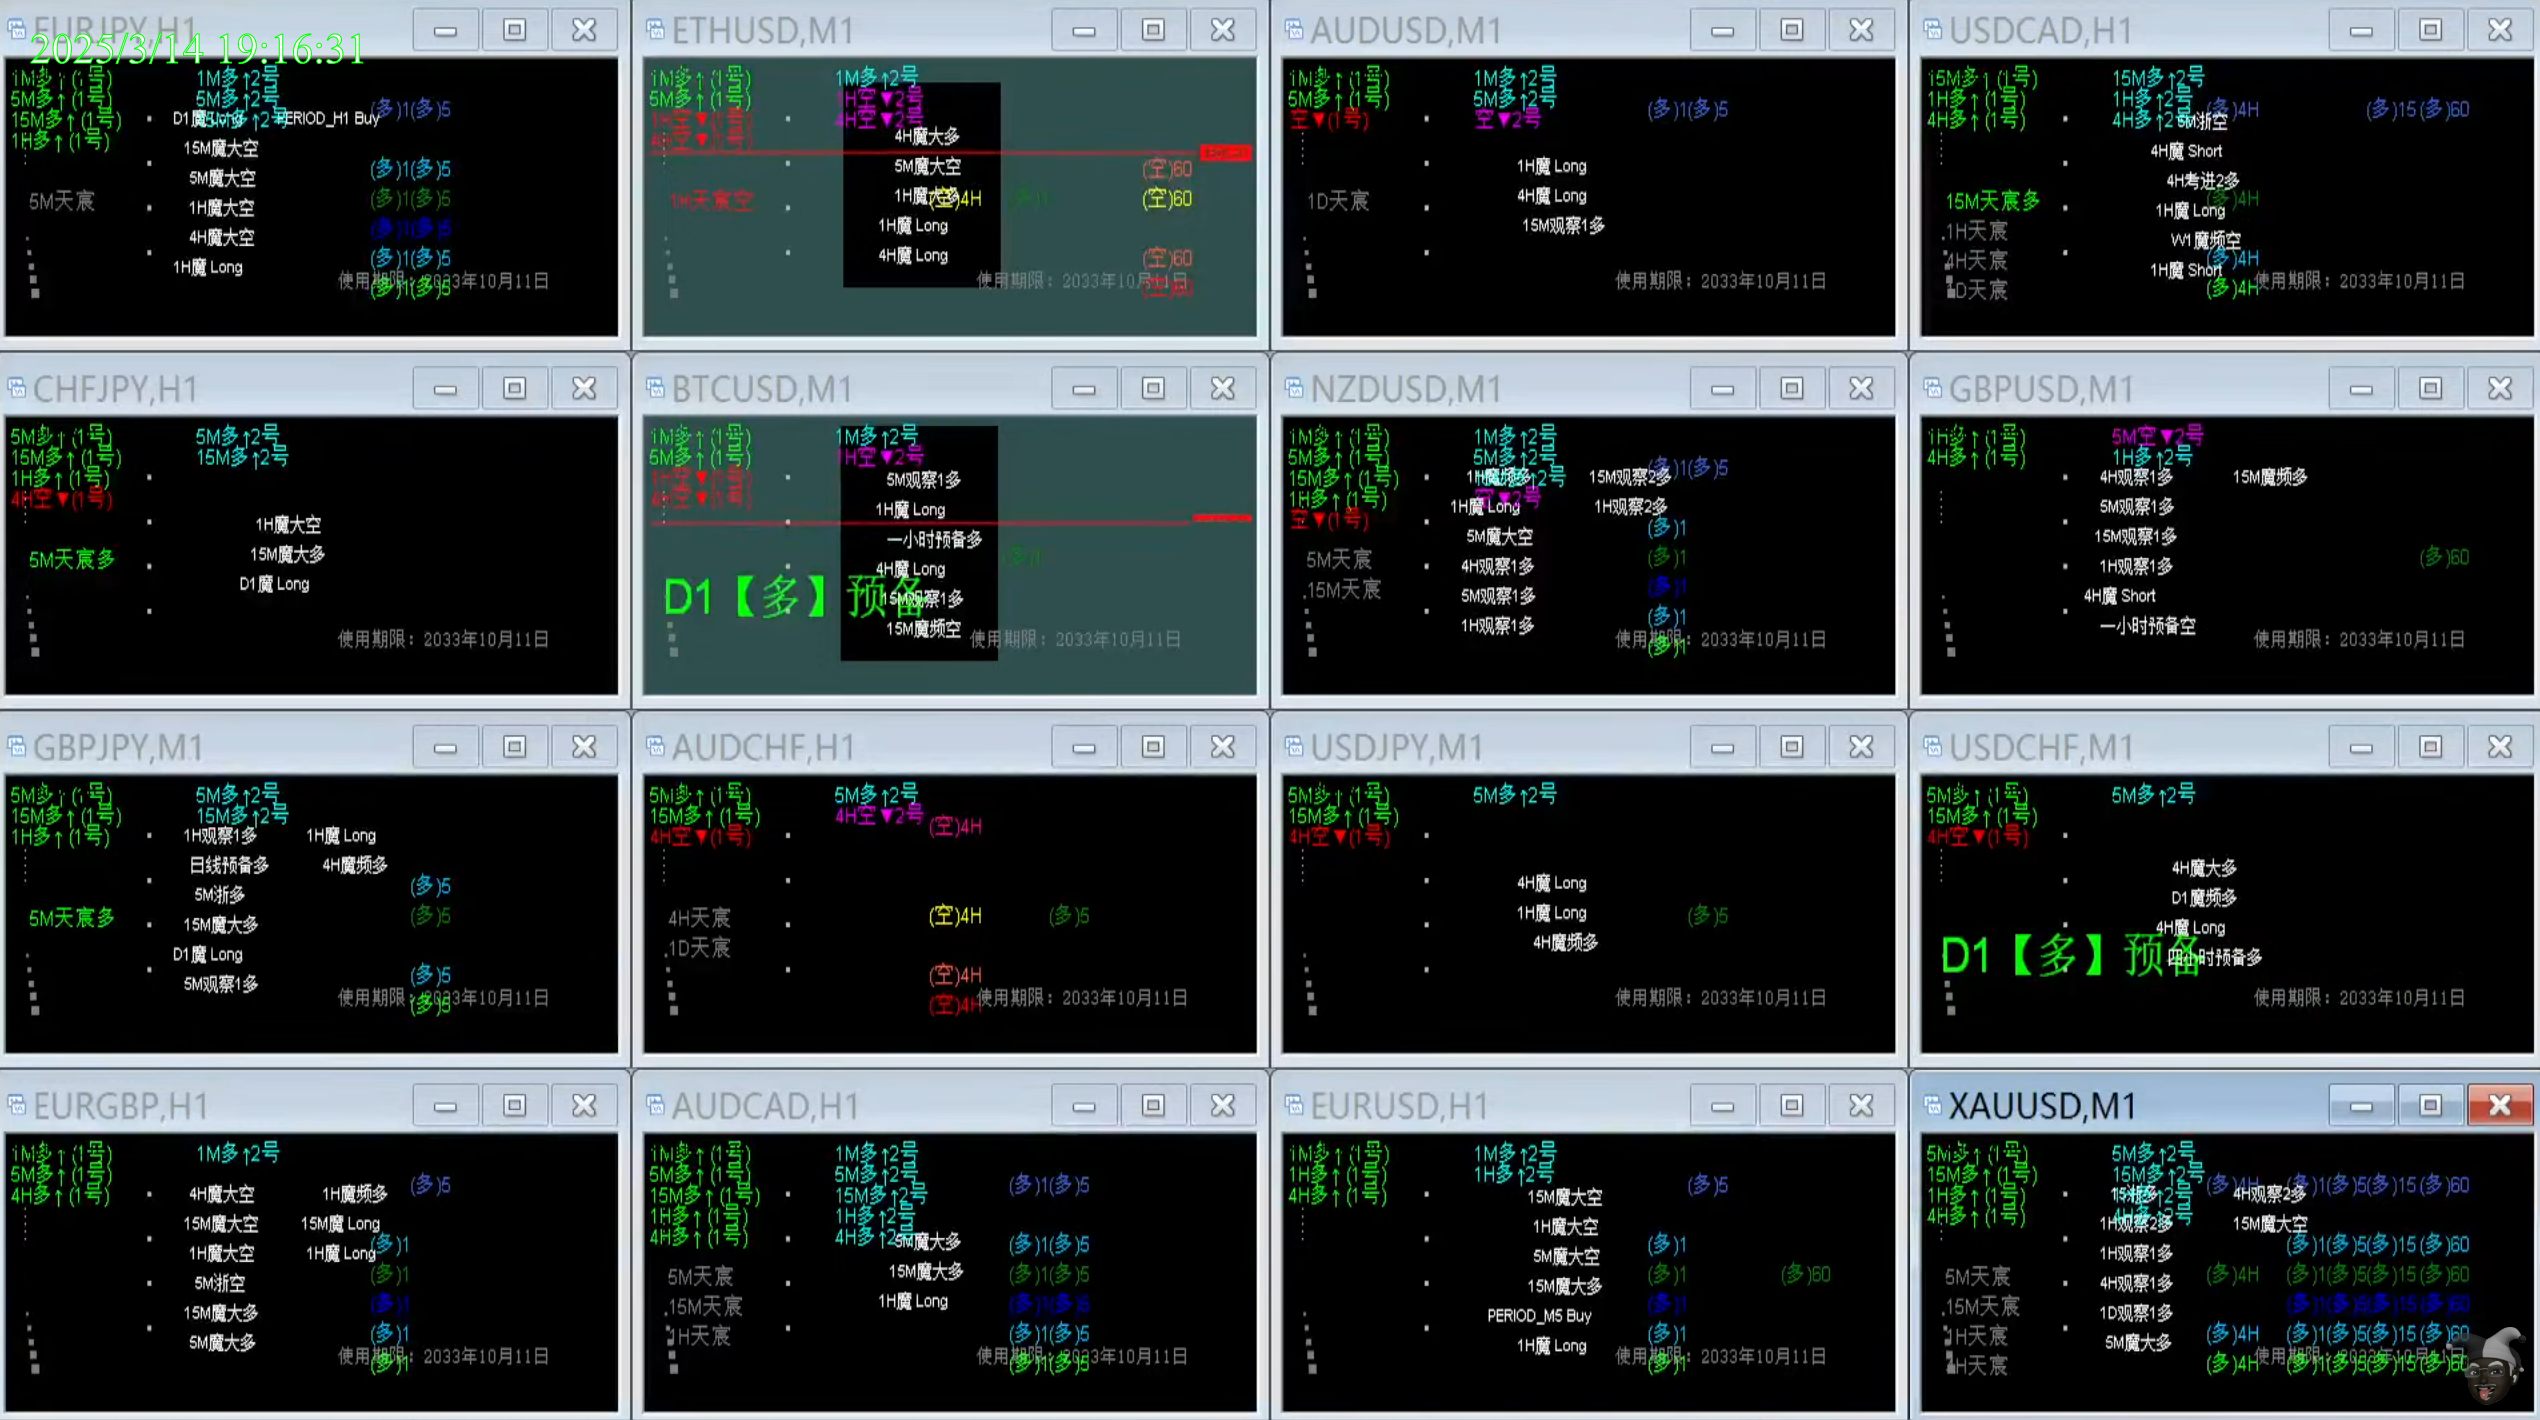 2025/3/14 19:16:31
EURJPY,H1
1M多↑(1号)
1M多↑2号
5M多↑(1号)
5M多↑2号
(多)1(多)5
15M多↑(1号)
PERIOD_H1 Buy
1H多↑(1号)
15M魔大空
(多)1(多)5
5M魔大空
5M天宸
1H魔大空
(多)1(多)5
4H魔大空
(多)1(多)5
1H魔 Long
(多)1(多)5
使用期限：2033年10月11日
(多)1(多)5
ETHUSD,M1
1M多↑(1号)
1M多↑2号
5M多↑(1号)
1H空▼2号
1H空▼(1号)
4H空▼2号
4H空▼(1号)
4H魔大多
5M魔大空
(空)60
1H天宸空
1H魔大多
(空)4H
(空)60
1H魔 Long
4H魔 Long
(空)60
使用期限：2033年10月11日
AUDUSD,M1
1M多↑(1号)
1M多↑2号
5M多↑(1号)
5M多↑2号
(多)1(多)5
空▼(1号)
空▼2号
1H魔 Long
1D天宸
4H魔 Long
15M观察1多
使用期限：2033年10月11日
USDCAD,H1
15M多↑(1号)
15M多↑2号
1H多↑(1号)
1H多↑2号
(多)4H
(多)15(多)60
4H多↑(1号)
4H多↑2号
5M浙空
4H魔 Short
4H考进2多
15M天宸多
(多)4H
1H魔 Long
1H天宸
W1魔频空
4H天宸
(多)4H
1H魔 Short
1D天宸
(多)4H
使用期限：2033年10月11日
CHFJPY,H1
5M多↑(1号)
5M多↑2号
15M多↑(1号)
15M多↑2号
1H多↑(1号)
4H空▼(1号)
1H魔大空
5M天宸多
15M魔大多
D1魔 Long
使用期限：2033年10月11日
BTCUSD,M1
1M多↑(1号)
1M多↑2号
5M多↑(1号)
1H空▼2号
1H空▼(1号)
4H空▼(1号)
5M观察1多
1H魔 Long
一小时预备多
4H魔 Long
D1【多】预备
15M观察1多
15M魔频空
使用期限：2033年10月11日
NZDUSD,M1
1M多↑(1号)
1M多↑2号
5M多↑(1号)
5M多↑2号
(多)1(多)5
15M多↑(1号)
1H魔频多
15M观察2多
1H多↑(1号)
空▼2号
1H魔 Long
1H观察2多
空▼(1号)
(多)1
5M魔大空
5M天宸
4H观察1多
(多)1
15M天宸
5M观察1多
(多)1
1H观察1多
(多)1
使用期限：2033年10月11日
(多)1
GBPUSD,M1
1H多↑(1号)
5M空▼2号
4H多↑(1号)
1H多↑2号
4H观察1多
15M魔频多
5M观察1多
15M观察1多
1H观察1多
(多)60
4H魔 Short
一小时预备空
使用期限：2033年10月11日
GBPJPY,M1
5M多↑(1号)
5M多↑2号
15M多↑(1号)
15M多↑2号
1H多↑(1号)
1H观察1多
1H魔 Long
日线预备多
4H魔频多
5M浙多
(多)5
5M天宸多
15M魔大多
(多)5
D1魔 Long
5M观察1多
(多)5
使用期限：2033年10月11日
(多)5
AUDCHF,H1
5M多↑(1号)
5M多↑2号
15M多↑(1号)
4H空▼2号
(空)4H
4H空▼(1号)
4H天宸
(空)4H
(多)5
1D天宸
(空)4H
(空)4H
使用期限：2033年10月11日
USDJPY,M1
5M多↑(1号)
5M多↑2号
15M多↑(1号)
4H空▼(1号)
4H魔 Long
1H魔 Long
(多)5
4H魔频多
使用期限：2033年10月11日
USDCHF,M1
5M多↑(1号)
5M多↑2号
15M多↑(1号)
4H空▼(1号)
4H魔大多
D1魔频多
4H魔 Long
D1【多】预备
四小时预备多
使用期限：2033年10月11日
EURGBP,H1
1M多↑(1号)
1M多↑2号
5M多↑(1号)
4H多↑(1号)
4H魔大空
1H魔频多
(多)5
15M魔大空
15M魔 Long
1H魔大空
1H魔 Long
(多)1
5M浙空
(多)1
15M魔大多
(多)1
5M魔大多
(多)1
使用期限：2033年10月11日
(多)1
AUDCAD,H1
1M多↑(1号)
1M多↑2号
5M多↑(1号)
5M多↑2号
(多)1(多)5
15M多↑(1号)
15M多↑2号
1H多↑(1号)
1H多↑2号
4H多↑(1号)
4H多↑2号
5M魔大多
(多)1(多)5
5M天宸
15M魔大多
(多)1(多)5
15M天宸
1H魔 Long
(多)1(多)5
1H天宸
(多)1(多)5
使用期限：2033年10月11日
(多)1(多)5
EURUSD,H1
1M多↑(1号)
1M多↑2号
1H多↑(1号)
1H多↑2号
(多)5
4H多↑(1号)
15M魔大空
1H魔大空
5M魔大空
(多)1
15M魔大多
(多)1
(多)60
PERIOD_M5 Buy
(多)1
1H魔 Long
(多)1
使用期限：2033年10月11日
(多)1
XAUUSD,M1
5M多↑(1号)
5M多↑2号
15M多↑(1号)
15M多↑2号
(多)4H
(多)1(多)5(多)15(多)60
1H多↑(1号)
4H观察2多
4H多↑(1号)
1H观察2多
15M魔大空
1H观察1多
(多)1(多)5(多)15(多)60
5M天宸
4H观察1多
(多)4H
(多)1(多)5(多)15(多)60
15M天宸
1D观察1多
(多)1(多)5(多)15(多)60
1H天宸
5M魔大多
(多)4H
(多)1(多)5(多)15(多)60
4H天宸
(多)4H
(多)1(多)5(多)15(多)60